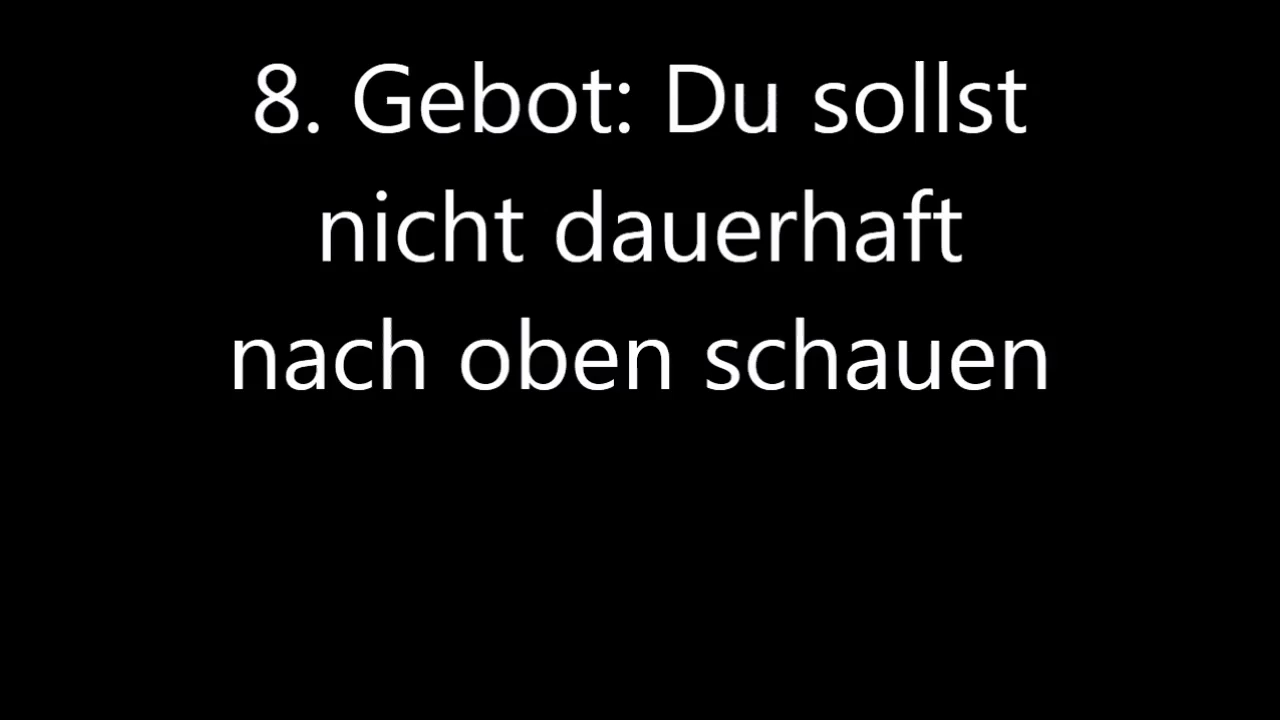 8. Gebot: Du sollst
nicht dauerhaft
nach oben schauen